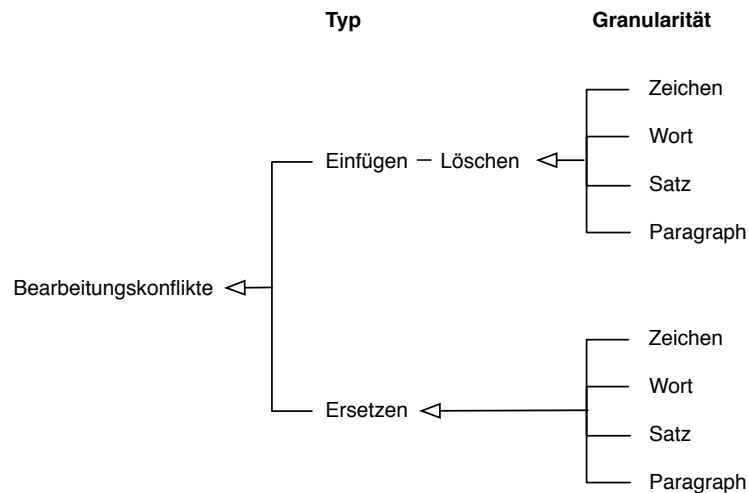 Typ Granularität
Zeichen
Wort
Einfügen – Löschen
Satz
Paragraph
Bearbeitungskonflikte
Zeichen
Wort
Ersetzen
Satz
Paragraph